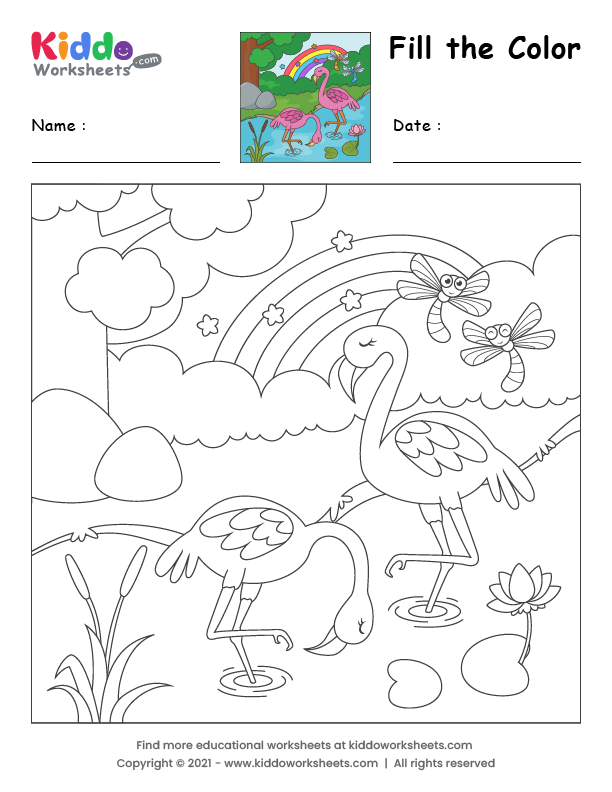 Kiddo
Worksheets.com
Fill the Color
Name :
Date :
Find more educational worksheets at kiddoworksheets.com
Copyright © 2021 - www.kiddoworksheets.com | All rights reserved